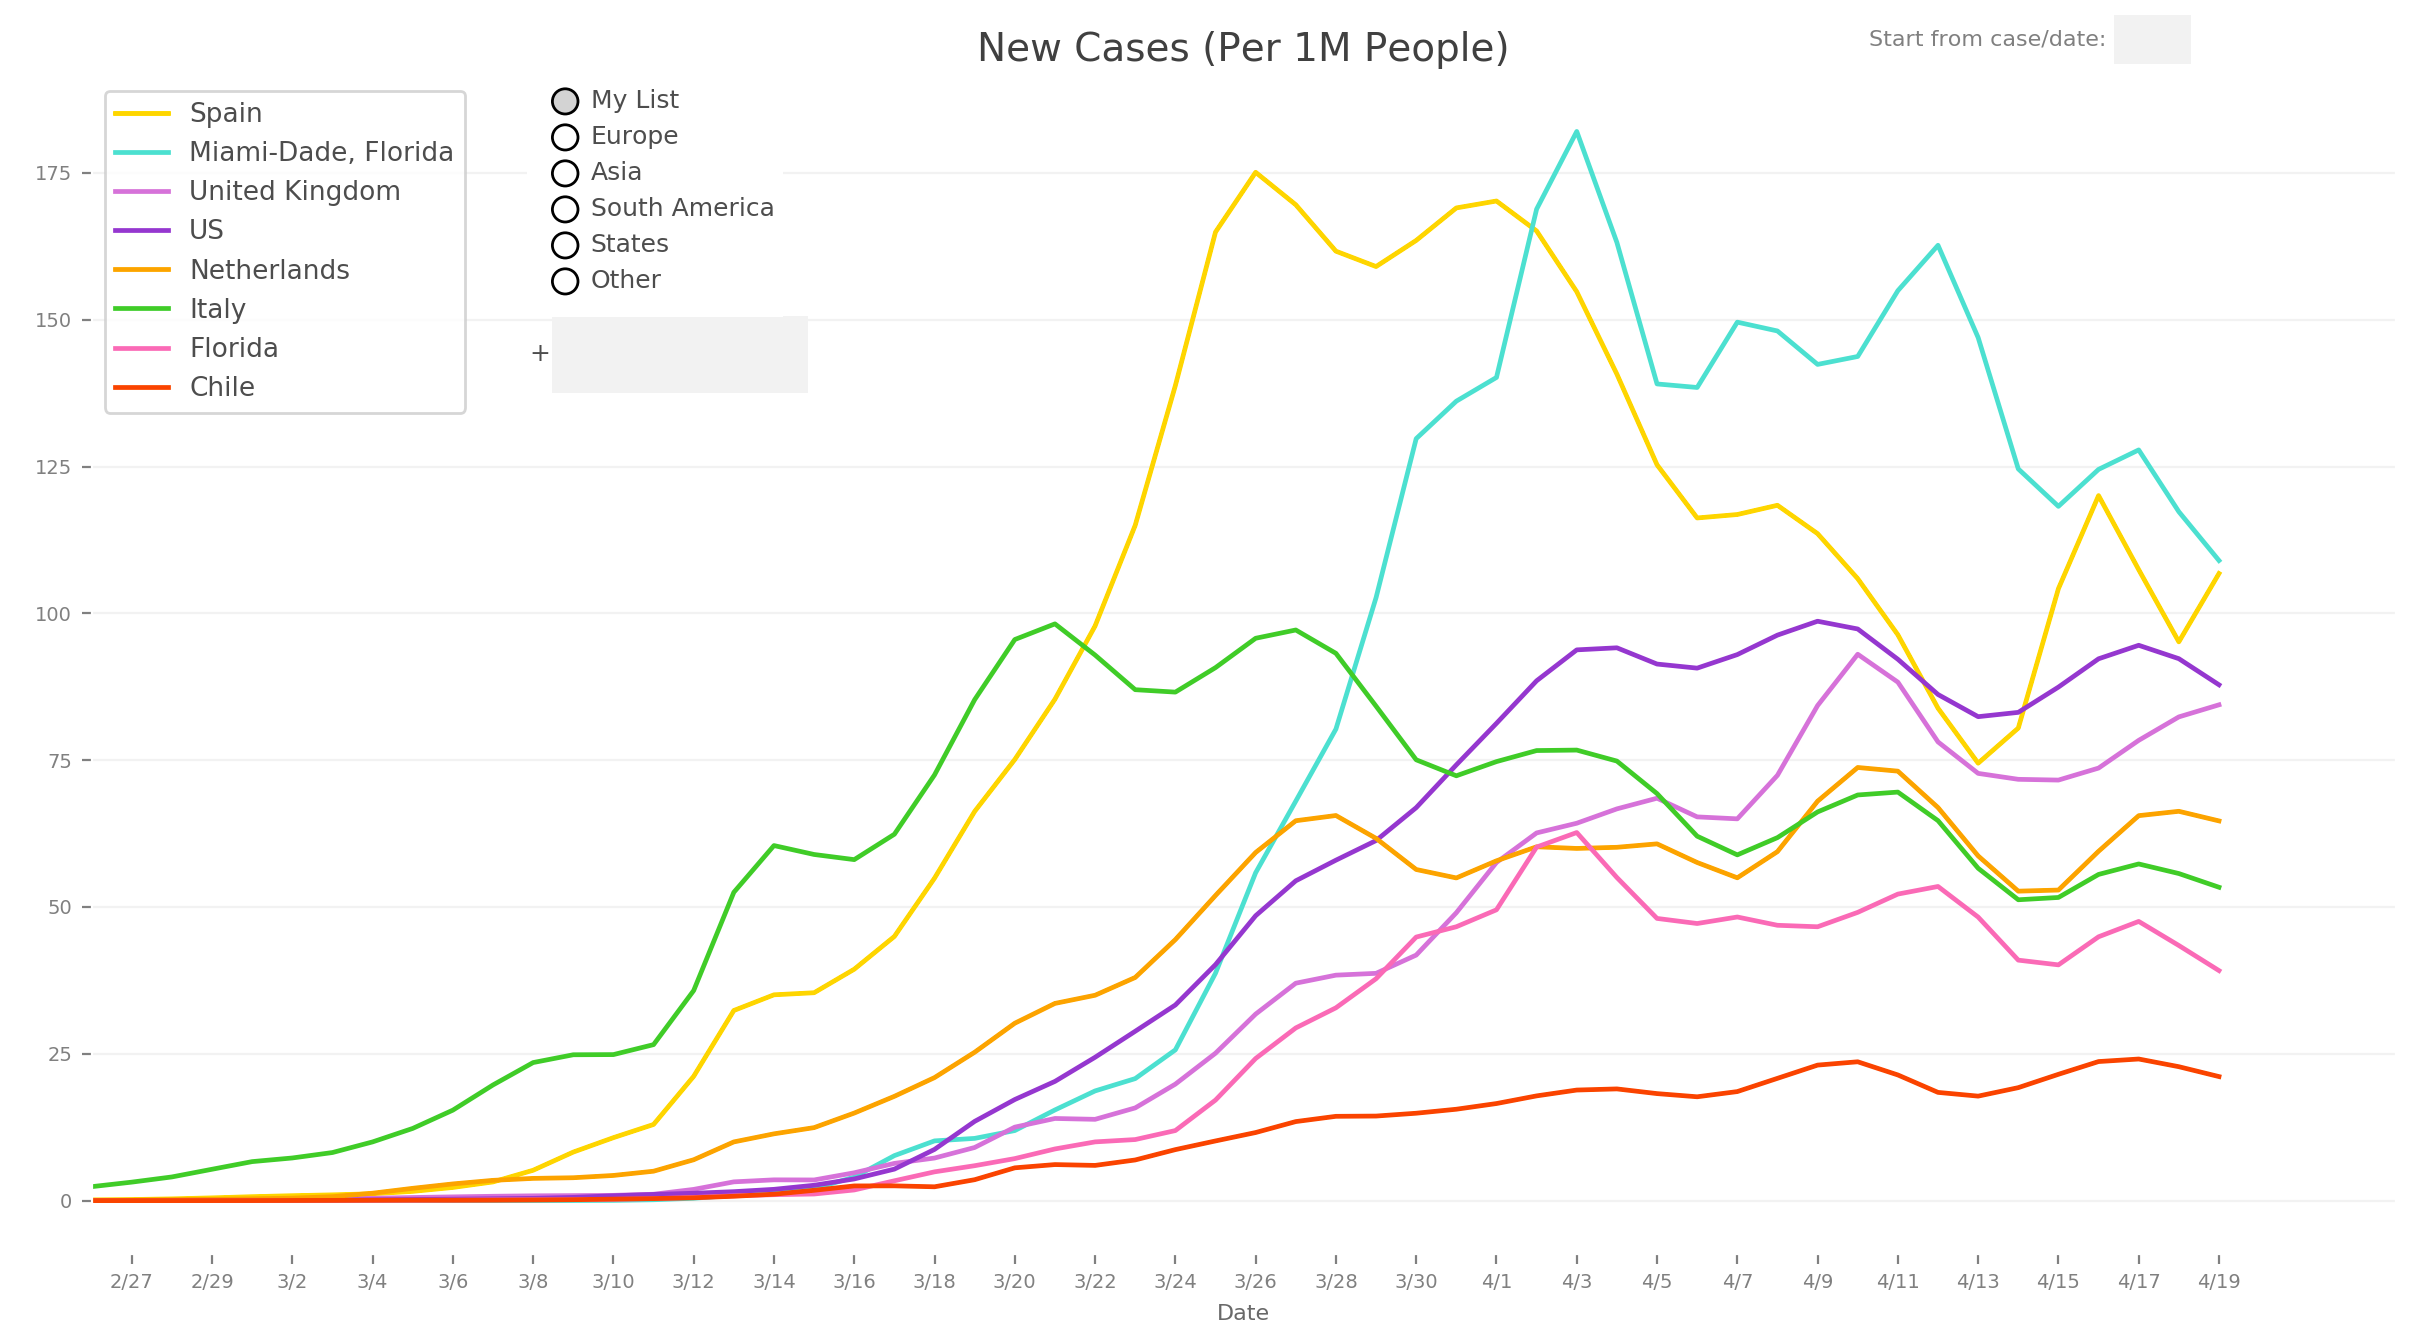 New Cases (Per 1M People)
Start from case/date:
Spain
Miami-Dade, Florida
United Kingdom
US
Netherlands
Italy
Florida
Chile
My List
Europe
Asia
South America
States
Other
+
175
150
125
100
75
50
25
0
2/27 2/29 3/2 3/4 3/6 3/8 3/10 3/12 3/14 3/16 3/18 3/20 3/22 3/24 3/26 3/28 3/30 4/1 4/3 4/5 4/7 4/9 4/11 4/13 4/15 4/17 4/19
Date